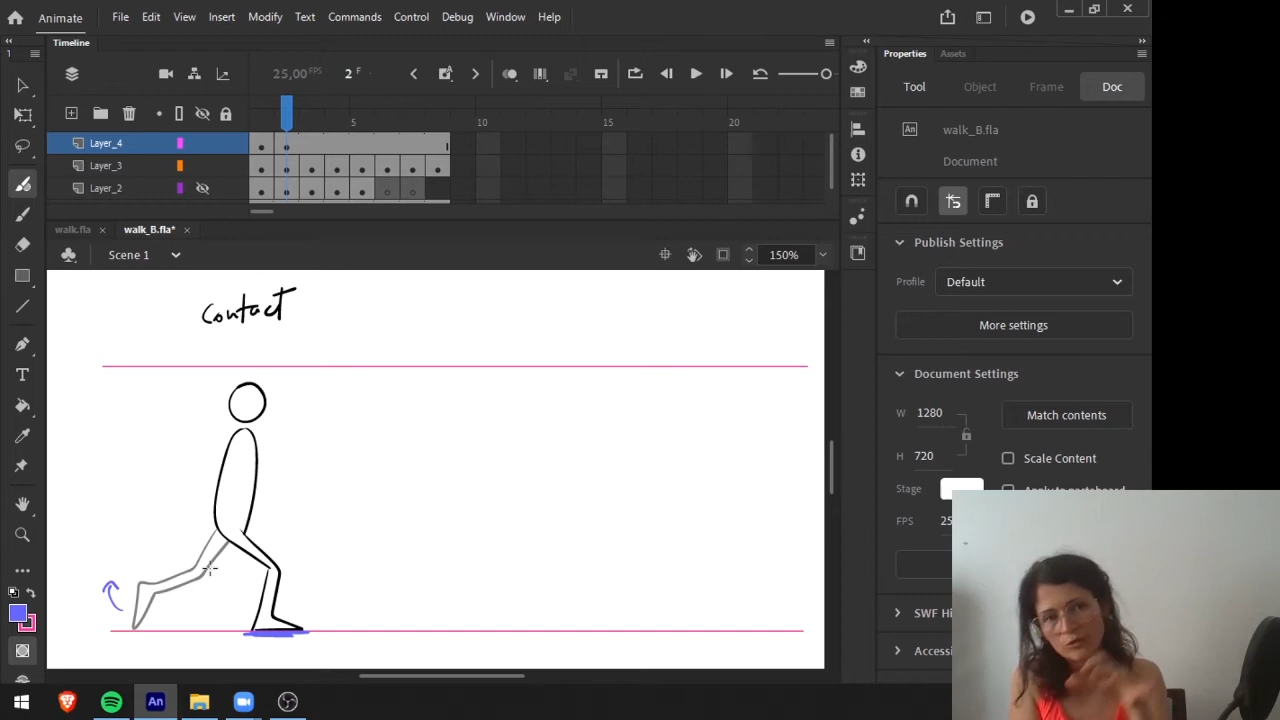 Animate File Edit View Insert Modify Text Commands Control Debug Window Help
Timeline
25,00 FPS 2 F
5 10 15 20
Layer_4
Layer_3
Layer_2
walk.fla × walk_B.fla* ×
Scene 1 150%
contact
Properties Assets
Tool Object Frame Doc
An walk_B.fla
Document
Publish Settings
Profile Default
More settings
Document Settings
W 1280 Match contents
H 720 Scale Content
Stage
FPS 25
SWF Hi
Accessi
An